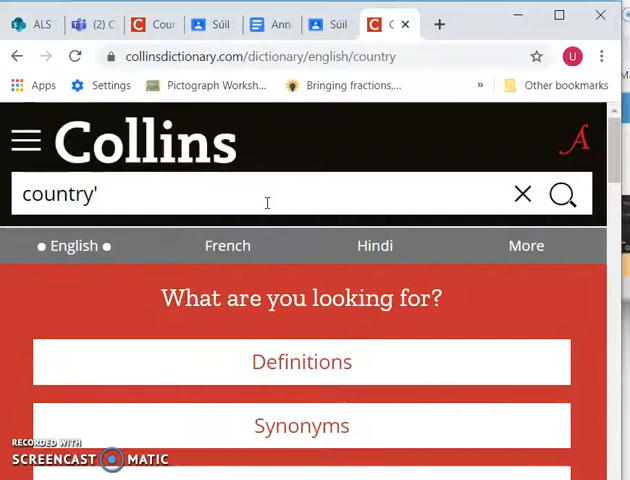 ALS
(2) C
Cour
Súil
Ann
Súil
C
collinsdictionary.com/dictionary/english/country
U
Apps
Settings
Pictograph Worksh...
Bringing fractions,...
»
Other bookmarks
Collins
A
country'
● English ●
French
Hindi
More
What are you looking for?
Definitions
Synonyms
RECORDED WITH
SCREENCAST MATIC